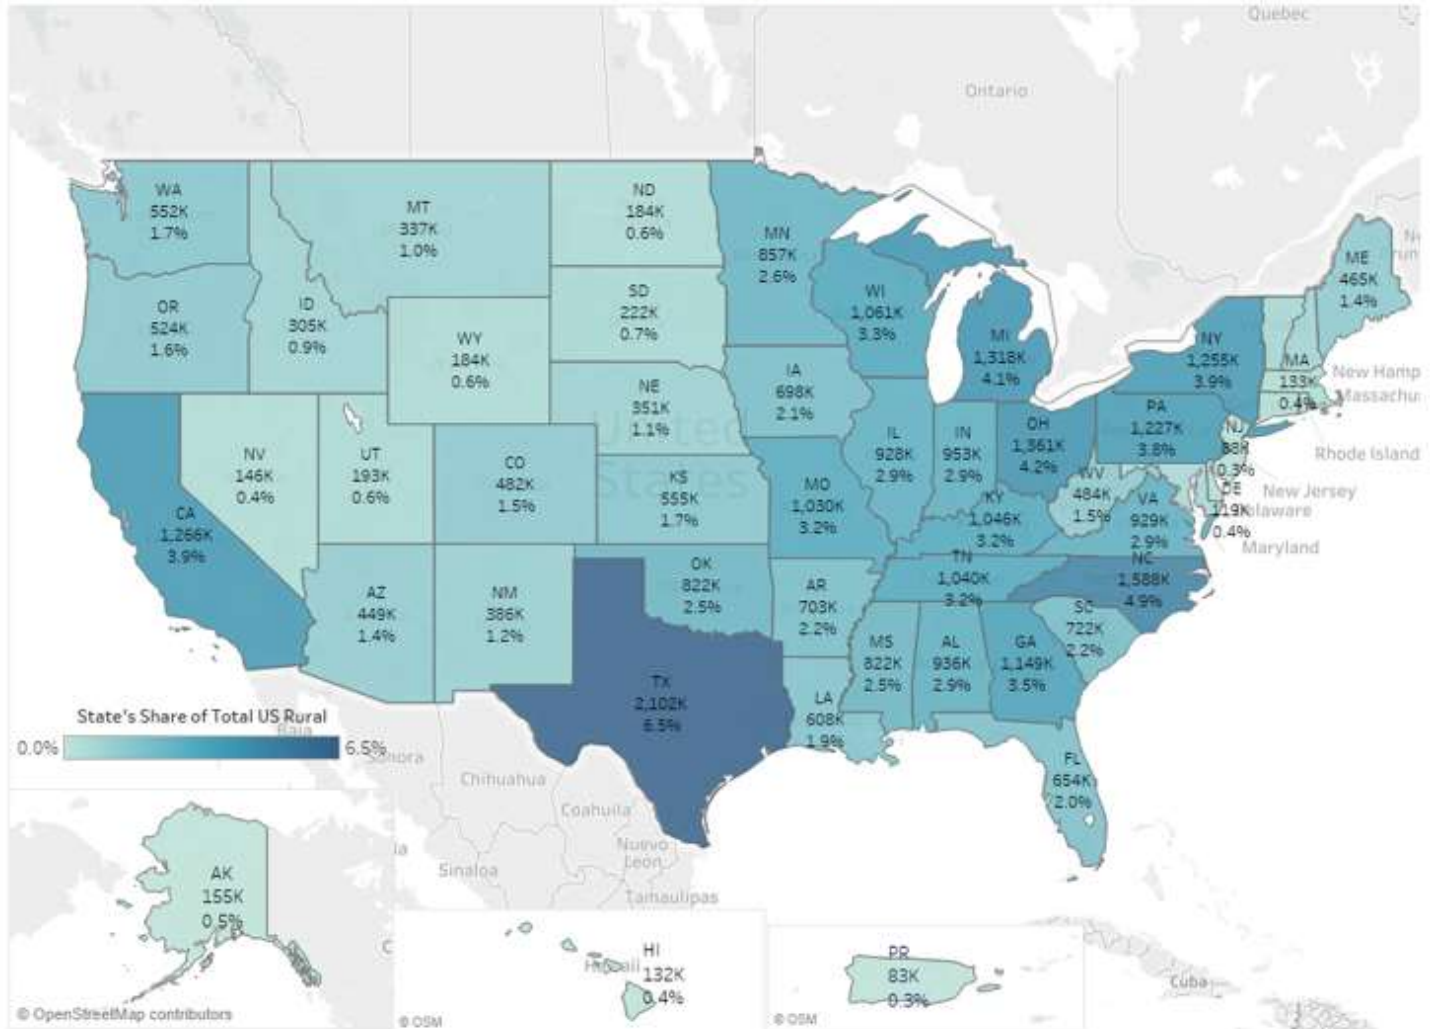 Quebec
Ontario
WA
552K
1.7%
MT
337K
1.0%
ND
184K
0.6%
MN
857K
2.6%
ME
465K
1.4%
OR
524K
1.6%
ID
305K
0.9%
WY
184K
0.6%
SD
222K
0.7%
WI
1,061K
3.3%
MI
1,318K
4.1%
NY
1,255K
3.9%
MA
133K
0.4%
New Hamp
Massachu
NE
351K
1.1%
IA
698K
2.1%
PA
1,227K
3.8%
NJ
88K
0.3%
Rhode Island
NV
146K
0.4%
UT
193K
0.6%
CO
482K
1.5%
United
States
KS
555K
1.7%
MO
1,030K
3.2%
IL
928K
2.9%
IN
953K
2.9%
OH
1,361K
4.2%
WV
484K
1.5%
VA
929K
2.9%
DE
119K
0.4%
New Jersey
Maryland
CA
1,266K
3.9%
KY
1,046K
3.2%
TN
1,040K
3.2%
NC
1,588K
4.9%
AZ
449K
1.4%
NM
386K
1.2%
OK
822K
2.5%
AR
703K
2.2%
SC
722K
2.2%
MS
822K
2.5%
AL
936K
2.9%
GA
1,149K
3.5%
TX
2,102K
6.5%
LA
608K
1.9%
FL
654K
2.0%
State's Share of Total US Rural
0.0%
6.5%
Baja
Sonora
Chihuahua
Coahuila
Nuevo
León
Sinaloa
Tamaulipas
AK
155K
0.5%
© OpenStreetMap contributors
HI
132K
0.4%
Hawaii
© OSM
PR
83K
0.3%
© OSM
Cuba